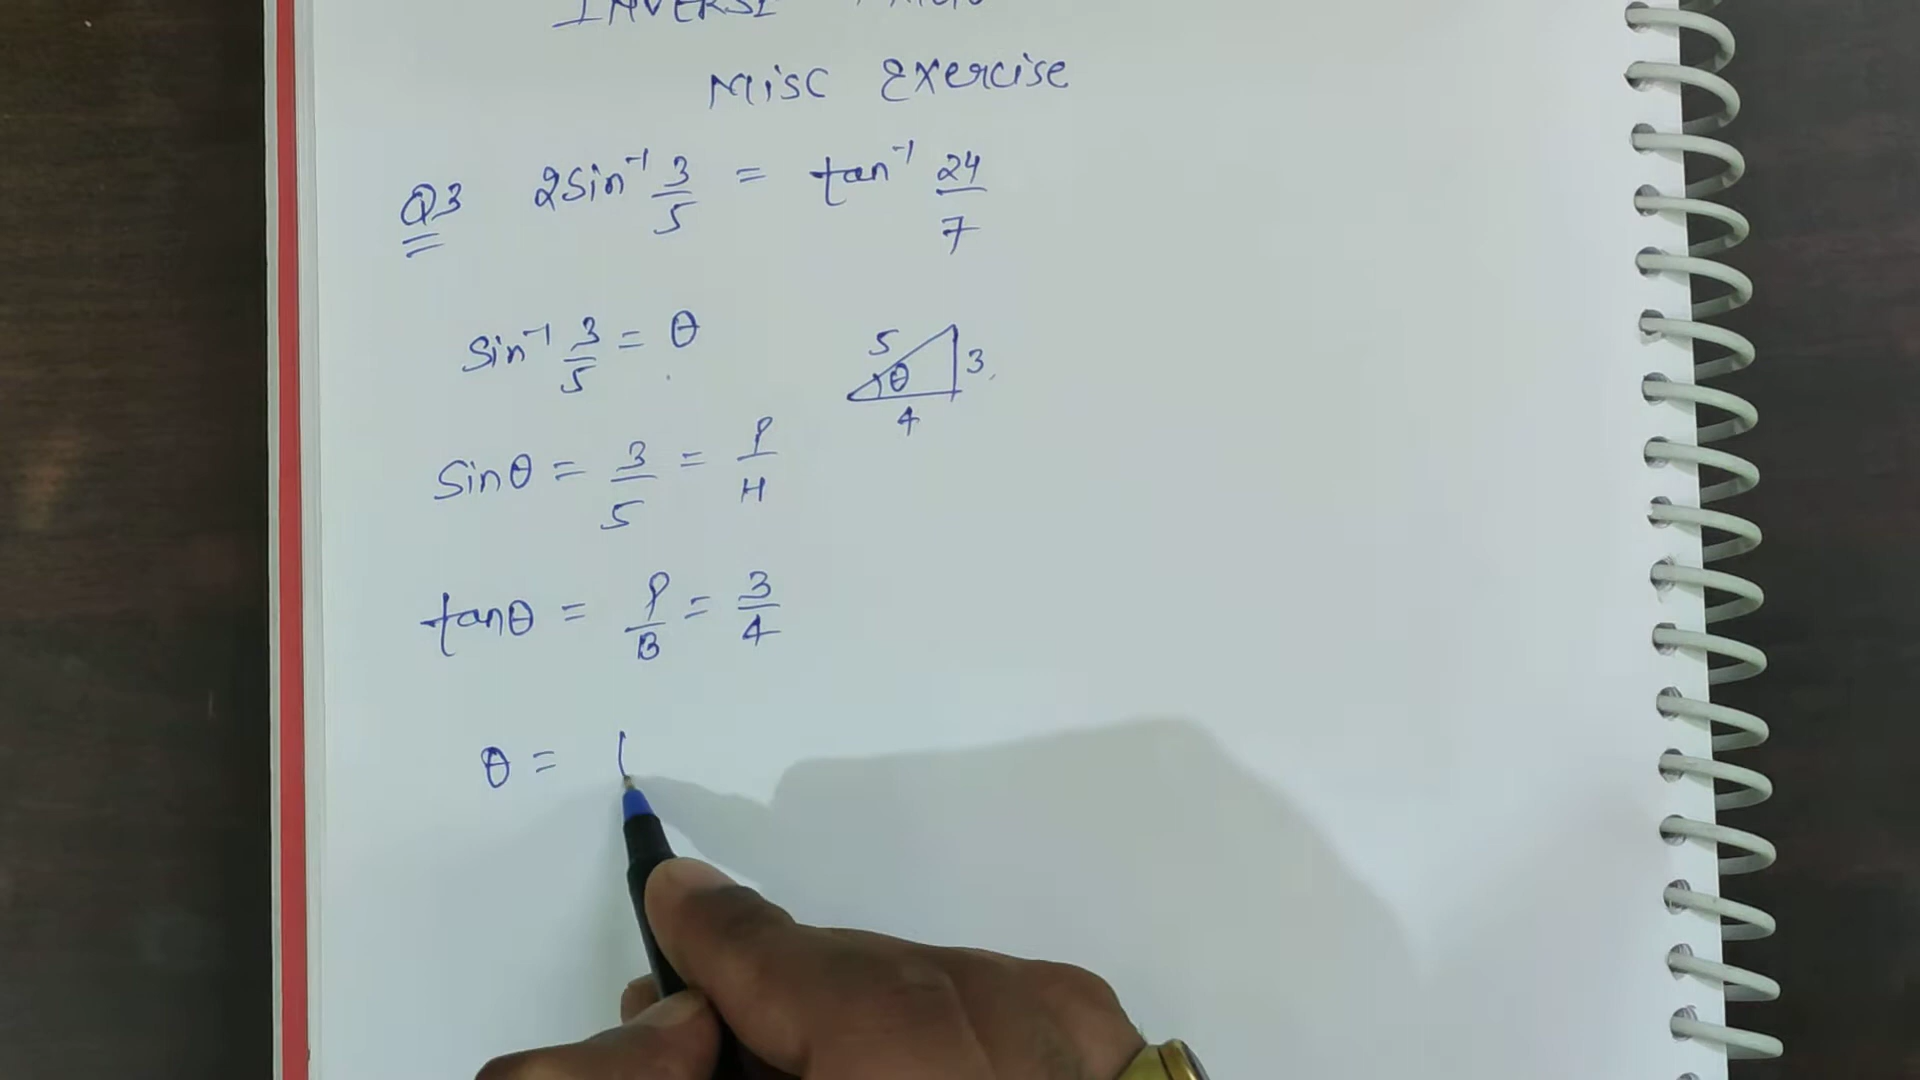 INVERSE
Misc Exercise
Q3 2Sin⁻¹ 3/5 = tan⁻¹ 24/7
Sin⁻¹ 3/5 = θ
5 θ 3
4
Sinθ = 3/5 = P/H
tanθ = P/B = 3/4
θ =